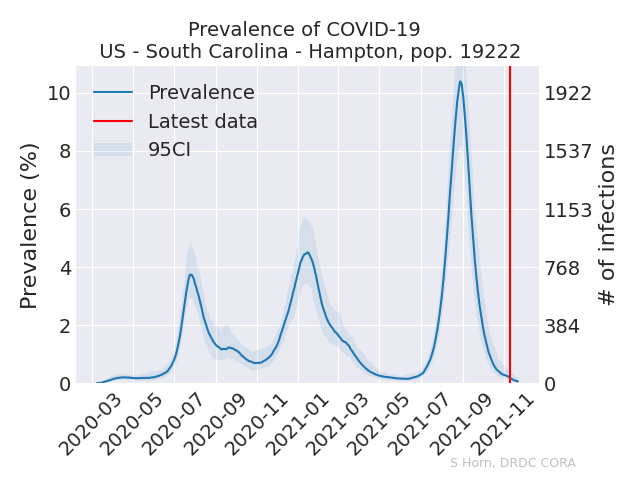 Prevalence of COVID-19
US - South Carolina - Hampton, pop. 19222
Prevalence
Latest data
95CI
Prevalence (%)
10
8
6
4
2
0
1922
1537
1153
768
384
0
# of infections
2020-03
2020-05
2020-07
2020-09
2020-11
2021-01
2021-03
2021-05
2021-07
2021-09
2021-11
S Horn, DRDC CORA